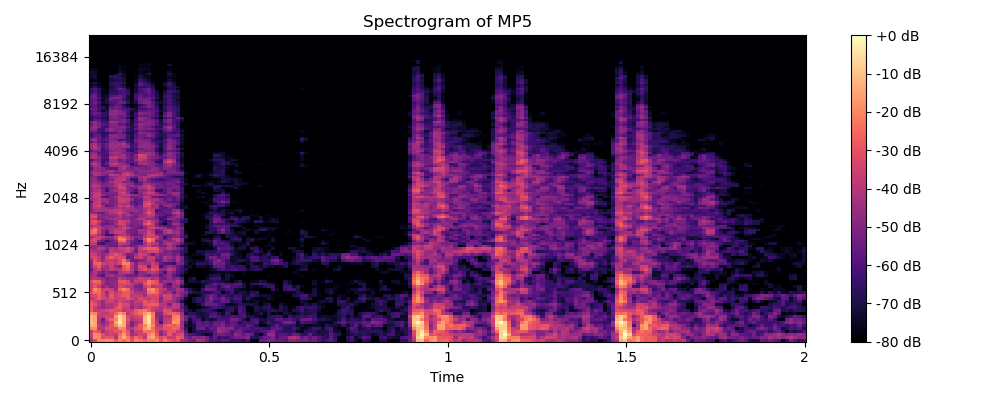 Spectrogram of MP5
Hz
16384
8192
4096
2048
1024
512
0
0 0.5 1 1.5 2
Time
+0 dB
-10 dB
-20 dB
-30 dB
-40 dB
-50 dB
-60 dB
-70 dB
-80 dB